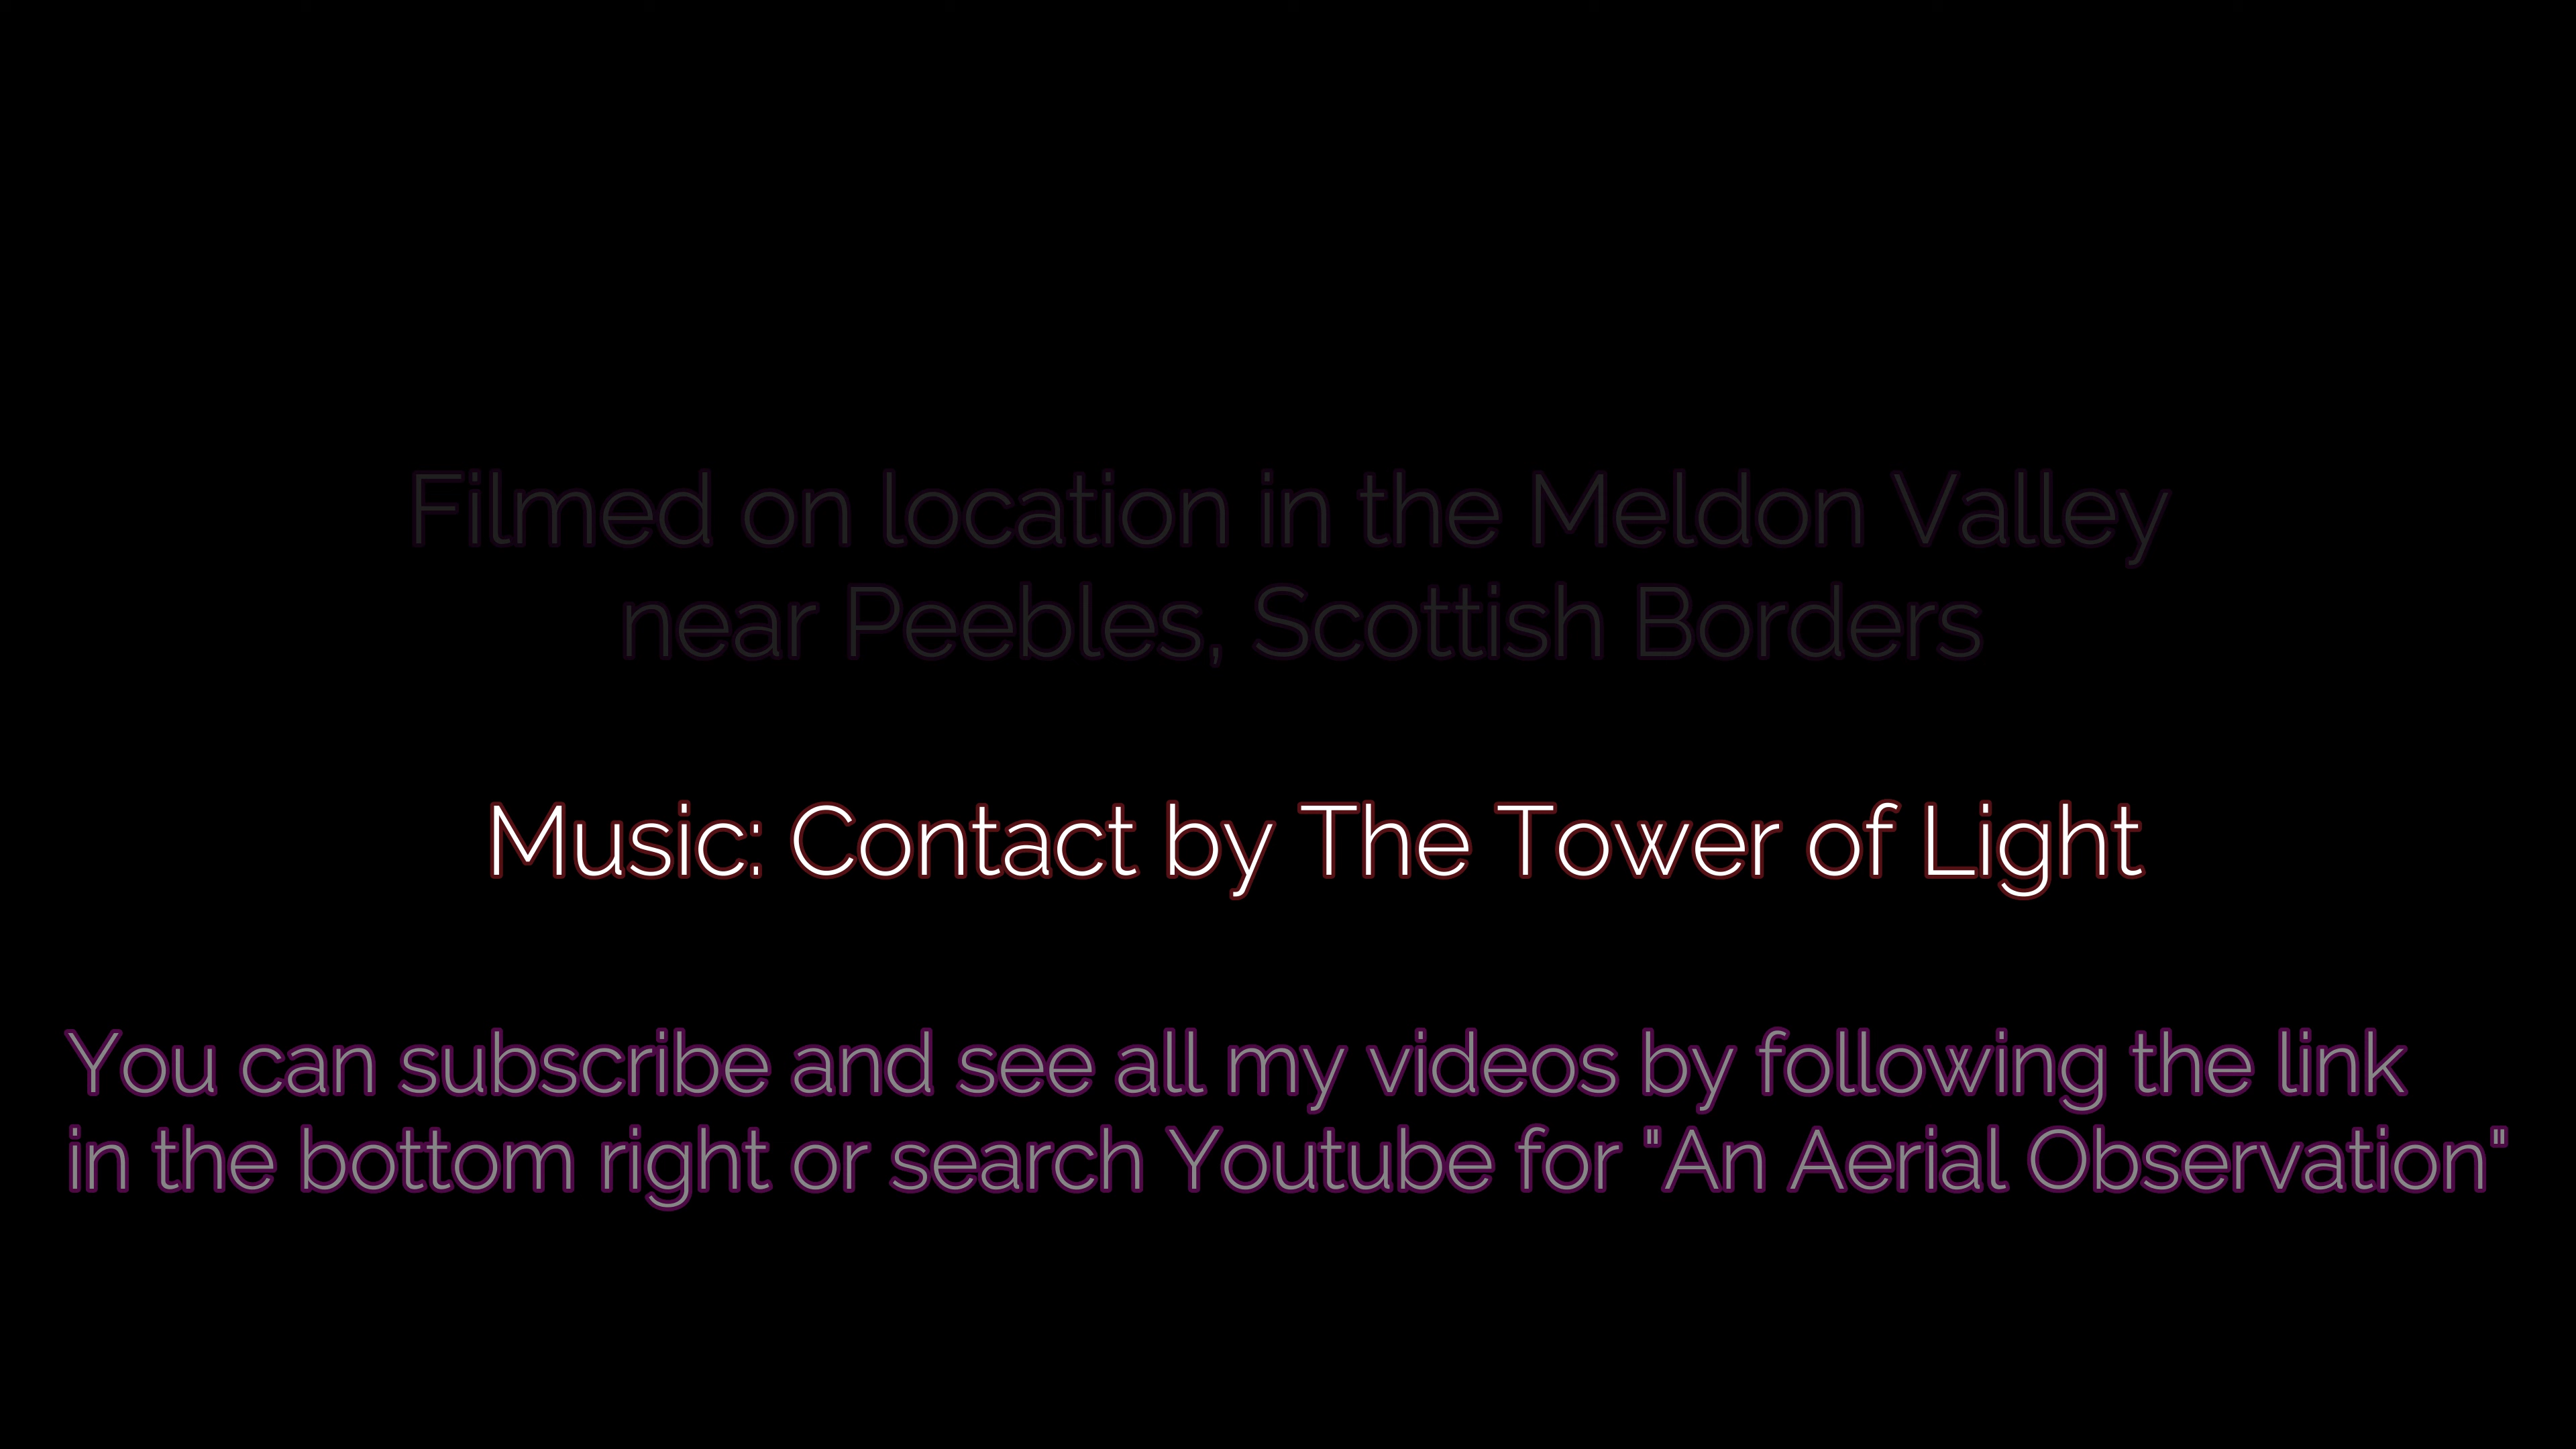 Filmed on location in the Meldon Valley
near Peebles, Scottish Borders
Music: Contact by The Tower of Light
You can subscribe and see all my videos by following the link
in the bottom right or search Youtube for "An Aerial Observation"